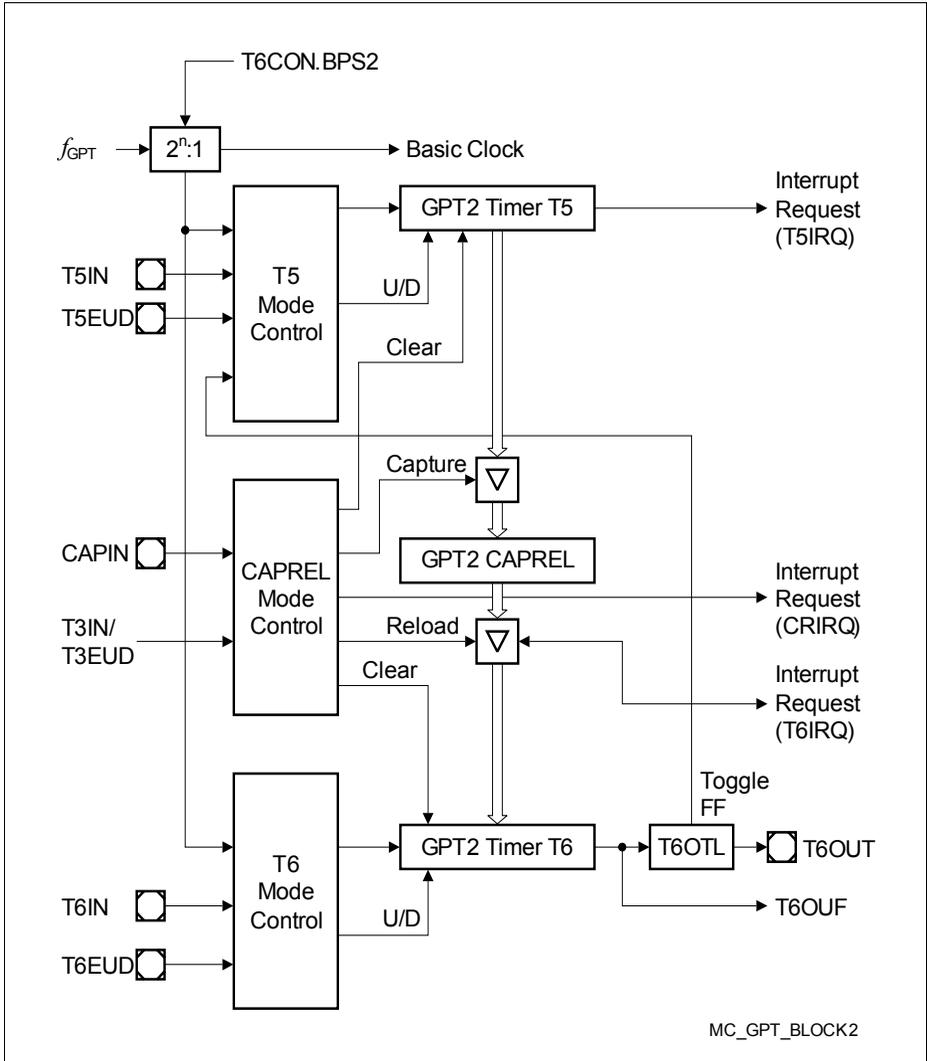 T6CON.BPS2
fGPT
2ⁿ:1
Basic Clock
GPT2 Timer T5
Interrupt
Request
(T5IRQ)
T5IN
T5EUD
T5
Mode
Control
U/D
Clear
Capture
CAPIN
T3IN/
T3EUD
CAPREL
Mode
Control
GPT2 CAPREL
Interrupt
Request
(CRIRQ)
Reload
Clear
Interrupt
Request
(T6IRQ)
Toggle
FF
T6
Mode
Control
GPT2 Timer T6
T6OTL
T6OUT
T6IN
U/D
T6OUF
T6EUD
MC_GPT_BLOCK2